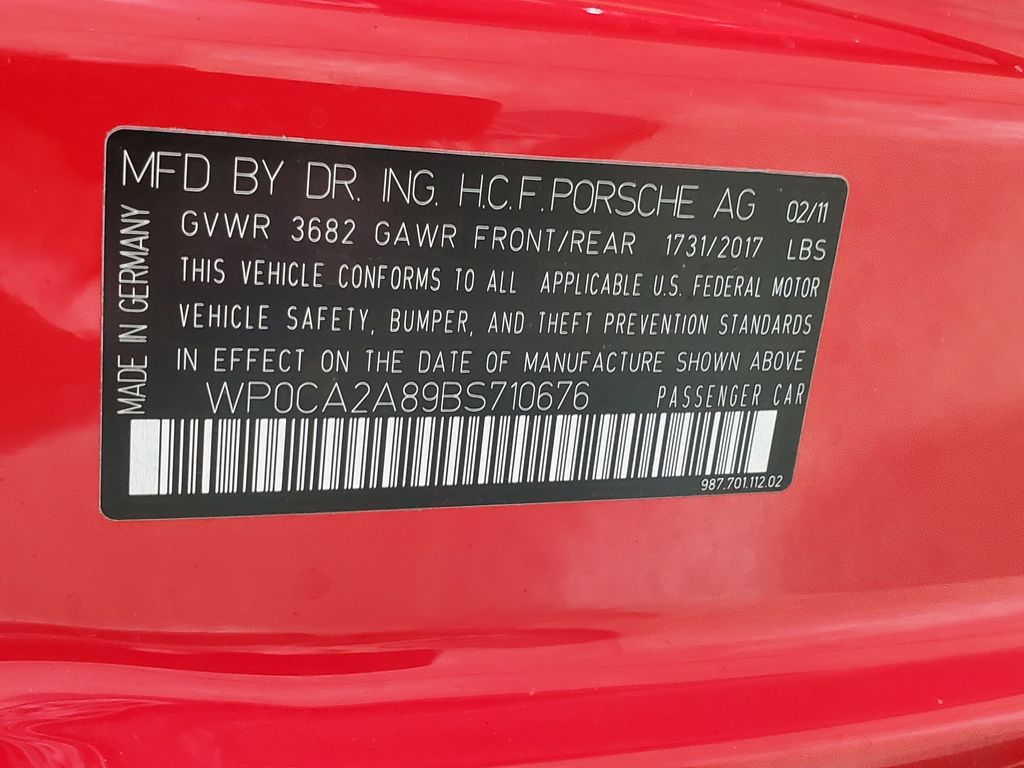 MFD BY DR. ING. H.C.F. PORSCHE AG 02/11
GVWR 3682 GAWR FRONT/REAR 1731/2017 LBS
THIS VEHICLE CONFORMS TO ALL APPLICABLE U.S. FEDERAL MOTOR
VEHICLE SAFETY, BUMPER, AND THEFT PREVENTION STANDARDS
IN EFFECT ON THE DATE OF MANUFACTURE SHOWN ABOVE
WP0CA2A89BS710676 PASSENGER CAR
987.701.112.02
MADE IN GERMANY